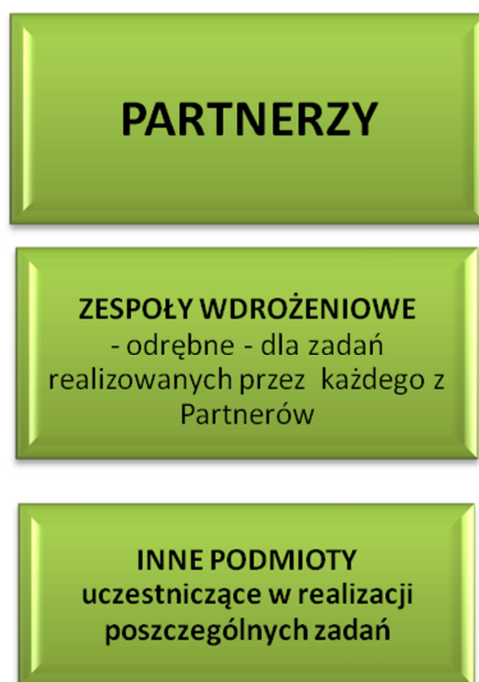 PARTNERZY
ZESPOŁY WDROŻENIOWE
- odrębne - dla zadań
realizowanych przez każdego z
Partnerów
INNE PODMIOTY
uczestniczące w realizacji
poszczególnych zadań